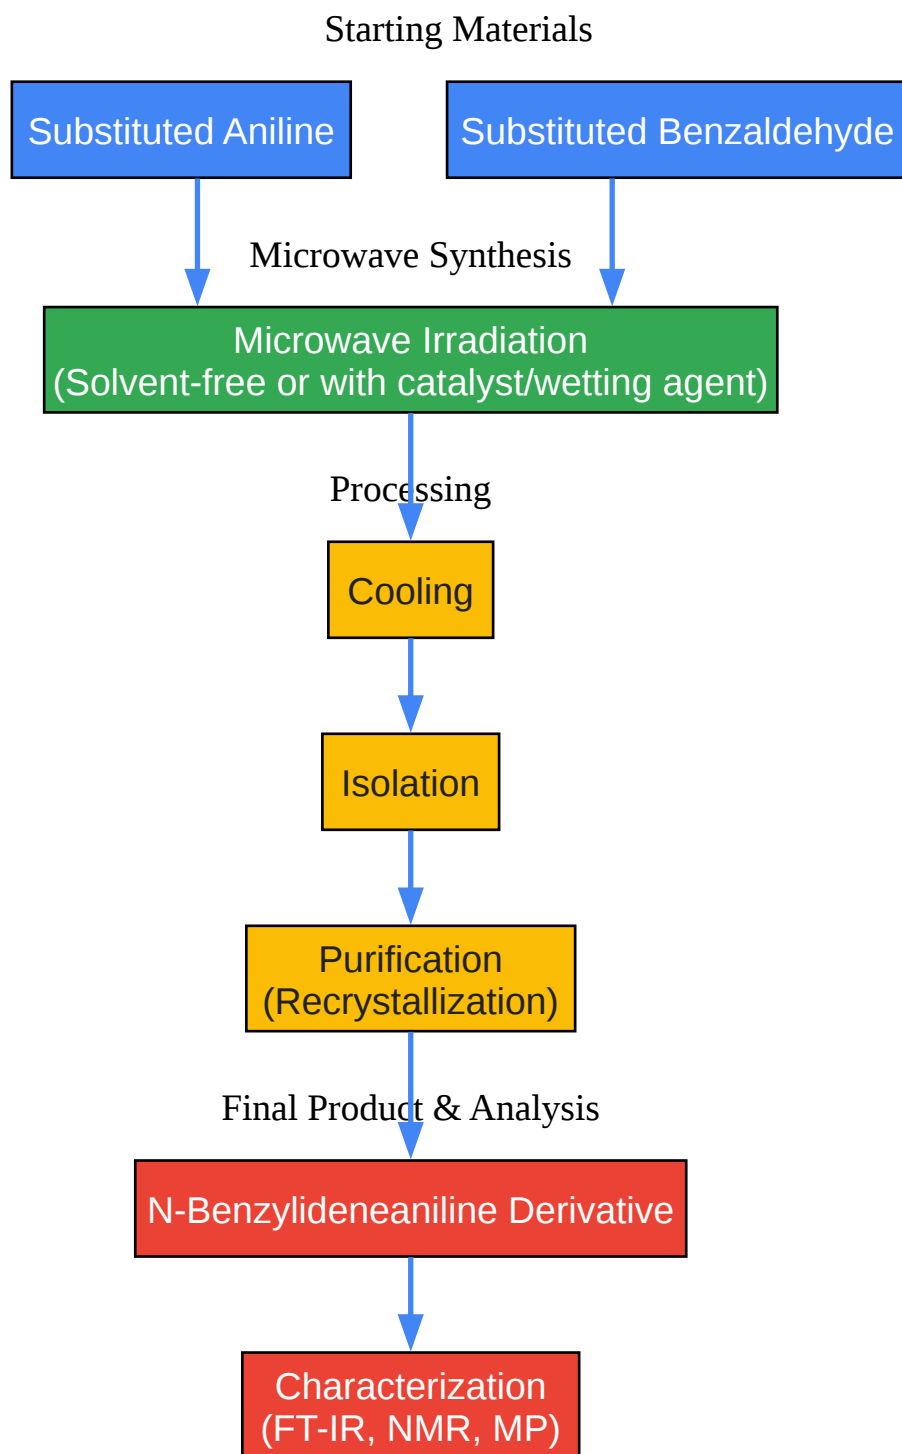 Starting Materials
Substituted Aniline
Substituted Benzaldehyde
Microwave Synthesis
Microwave Irradiation
(Solvent-free or with catalyst/wetting agent)
Processing
Cooling
Isolation
Purification
(Recrystallization)
Final Product & Analysis
N-Benzylideneaniline Derivative
Characterization
(FT-IR, NMR, MP)